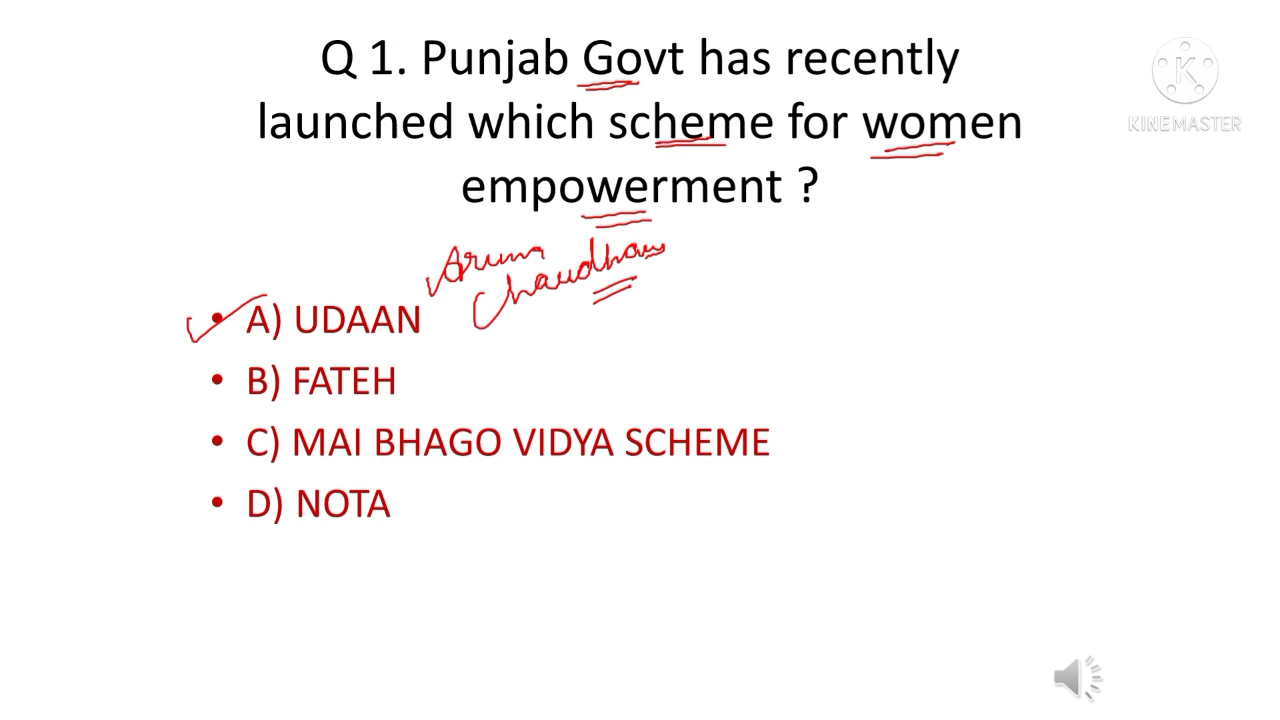 Q 1. Punjab Govt has recently
launched which scheme for women
empowerment ?
KINEMASTER
Aruna
Chaudhary
• A) UDAAN
• B) FATEH
• C) MAI BHAGO VIDYA SCHEME
• D) NOTA